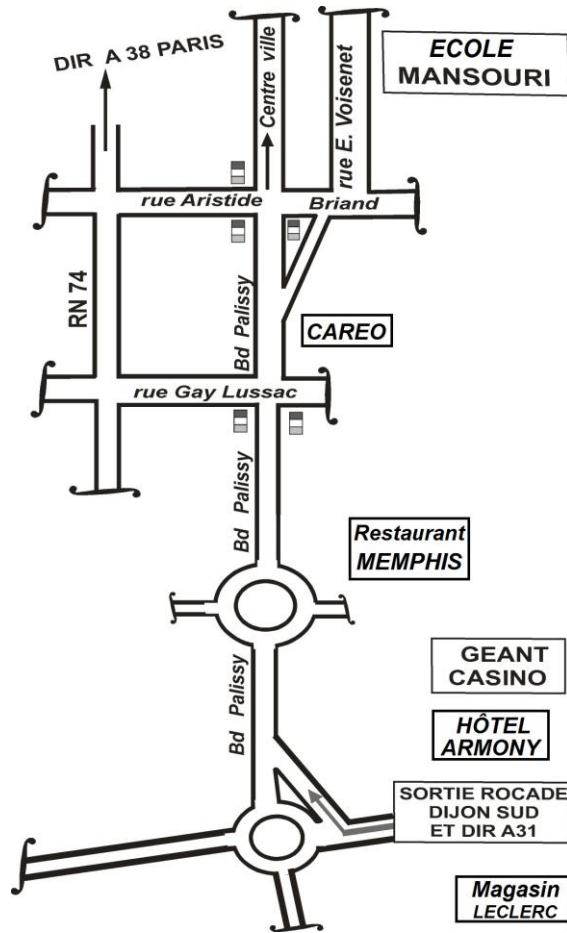 DIR A 38 PARIS
Centre ville
rue E. Voisenet
ECOLE
MANSOURI
rue Aristide Briand
RN 74
Bd Palissy
CAREO
rue Gay Lussac
Bd Palissy
Restaurant
MEMPHIS
GEANT
CASINO
Bd Palissy
HÔTEL
ARMONY
SORTIE ROCADE
DIJON SUD
ET DIR A31
Magasin
LECLERC